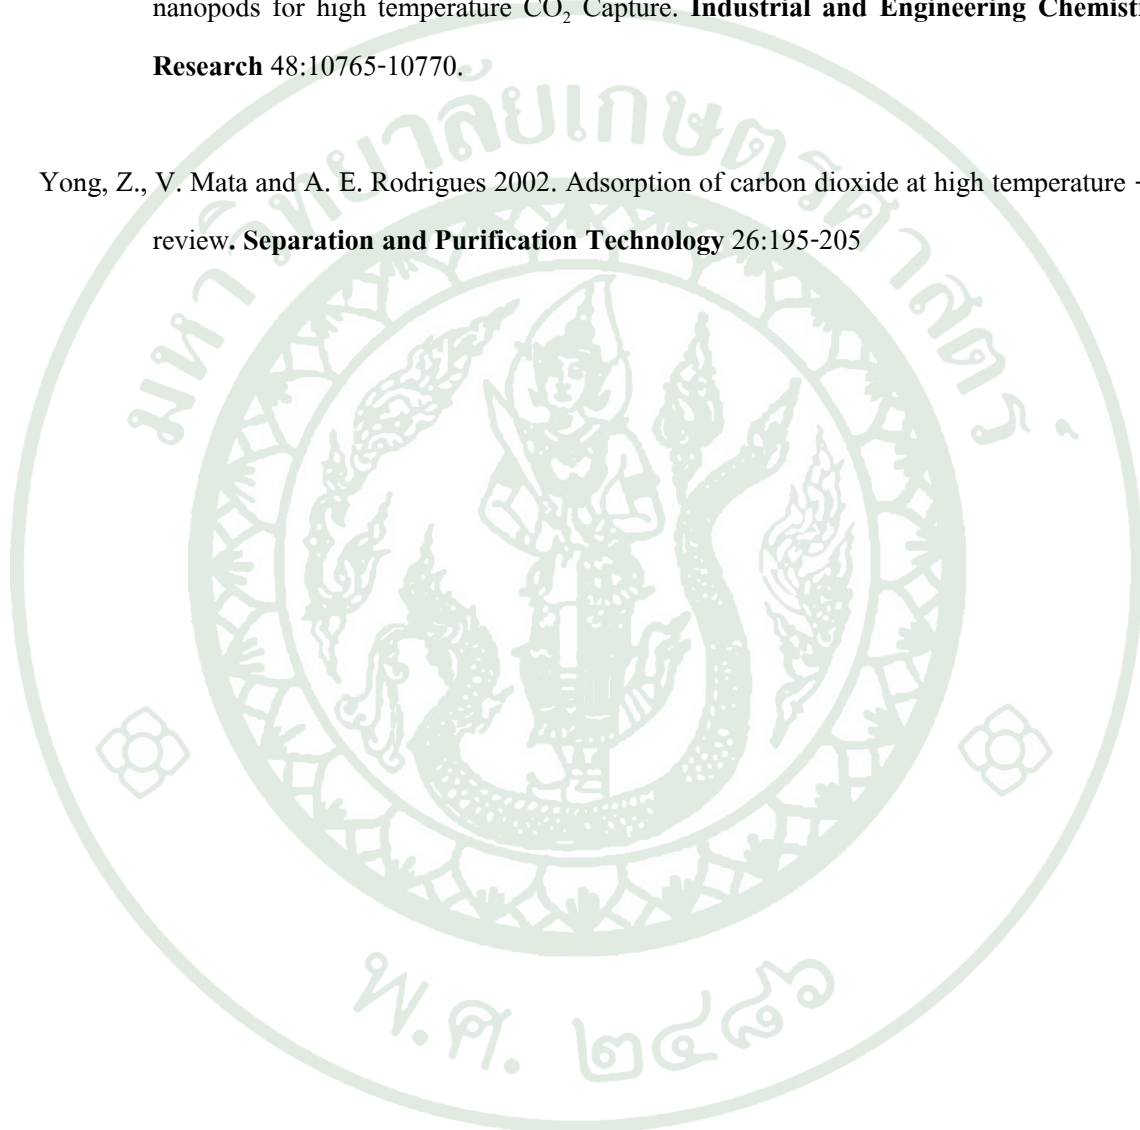 nanopods for high temperature CO₂ Capture. Industrial and Engineering
Research 48:10765-10770.
Yong, Z., V. Mata and A. E. Rodrigues 2002. Adsorption of carbon dioxide at high temperature -
review. Separation and Purification Technology 26:195-205
มหาวิทยาลัยเกษตรศาสตร์
พ.ศ. ๒๔๘๖